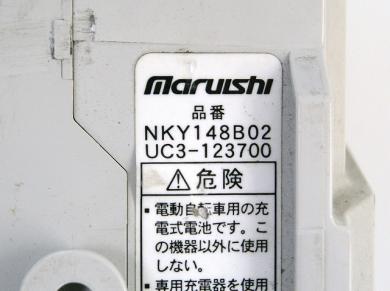 maruishi
品番
NKY148B02
UC3-123700
⚠危険
▪電動自転車用の充
電式電池です。こ
の機器以外に使用
しない。
▪専用充電器を使用